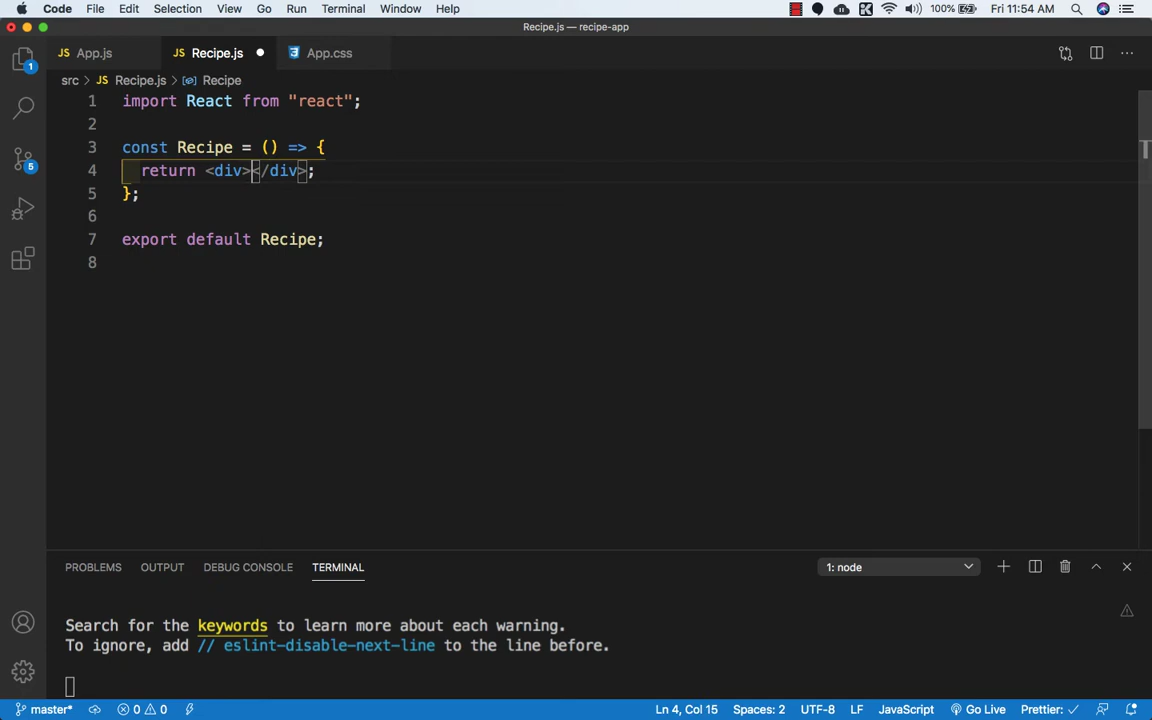 Code File Edit Selection View Go Run Terminal Window Help 100% Fri 11:54 AM
Recipe.js — recipe-app
JS App.js JS Recipe.js App.css
src > JS Recipe.js > Recipe
1 import React from "react";
2
3 const Recipe = () => {
4 return <div></div>;
5 };
6
7 export default Recipe;
8
1
5
PROBLEMS OUTPUT DEBUG CONSOLE TERMINAL 1: node
Search for the keywords to learn more about each warning.
To ignore, add // eslint-disable-next-line to the line before.
master* 0 0 Ln 4, Col 15 Spaces: 2 UTF-8 LF JavaScript Go Live Prettier: ✓